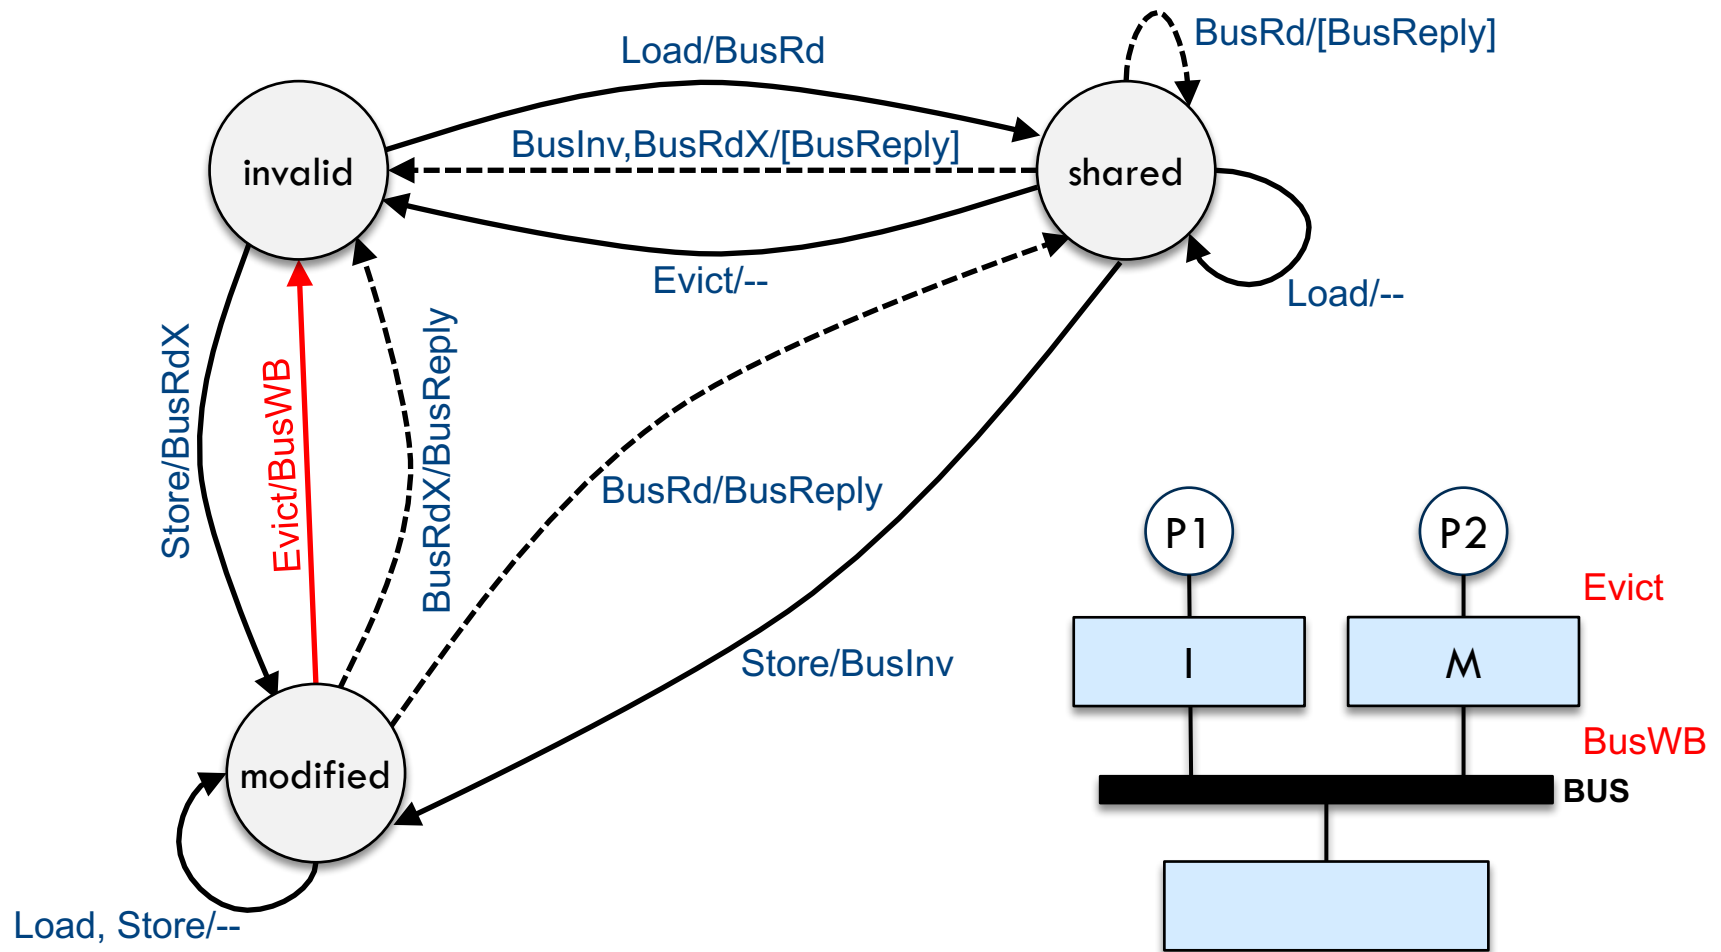 BusRd/[BusReply]
Load/BusRd
BusInv,BusRdX/[BusReply]
invalid
shared
Evict/--
Load/--
Store/BusRdX
Evict/BusWB
BusRdX/BusReply
BusRd/BusReply
P1
P2
Evict
Store/BusInv
I
M
BusWB
modified
BUS
Load, Store/--